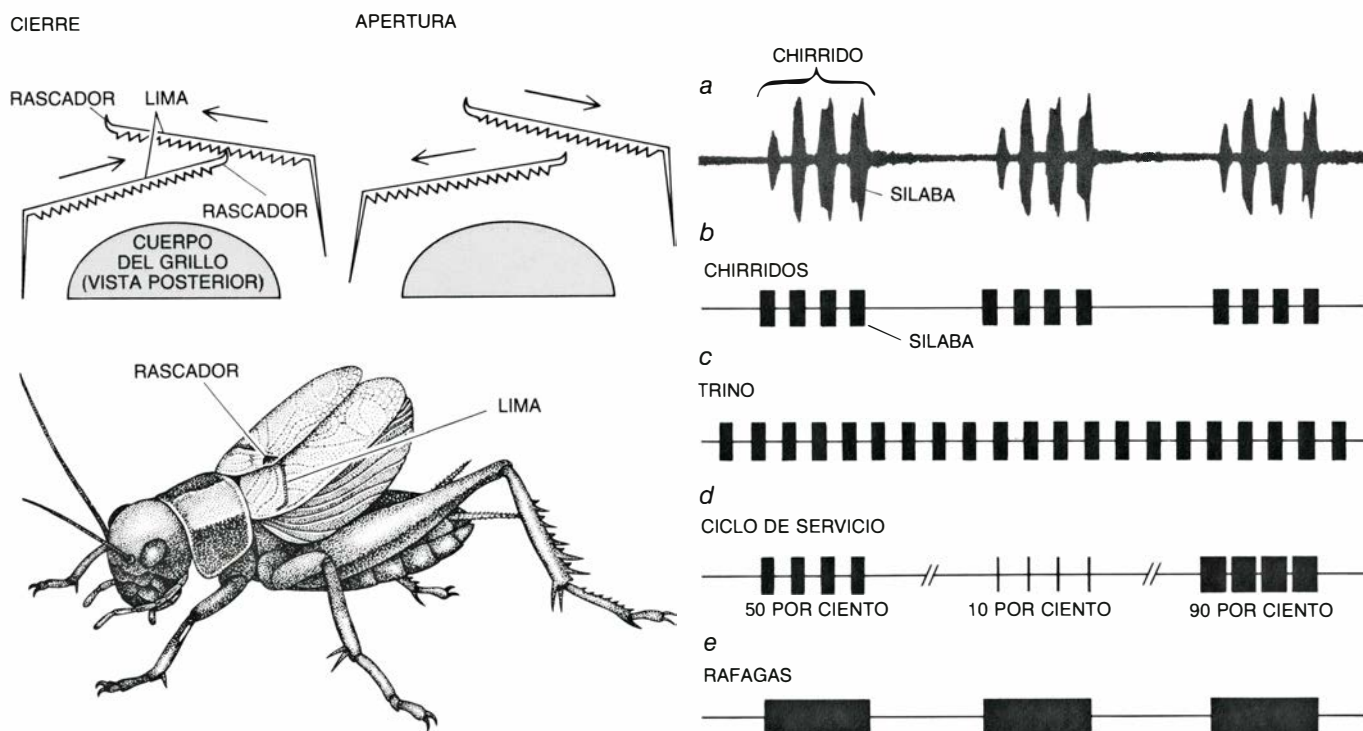 CIERRE
APERTURA
RASCADOR
LIMA
RASCADOR
CUERPO
DEL GRILLO
(VISTA POSTERIOR)
RASCADOR
LIMA
a
CHIRRIDO
SILABA
b
CHIRRIDOS
SILABA
c
TRINO
d
CICLO DE SERVICIO
50 POR CIENTO
10 POR CIENTO
90 POR CIENTO
e
RAFAGAS